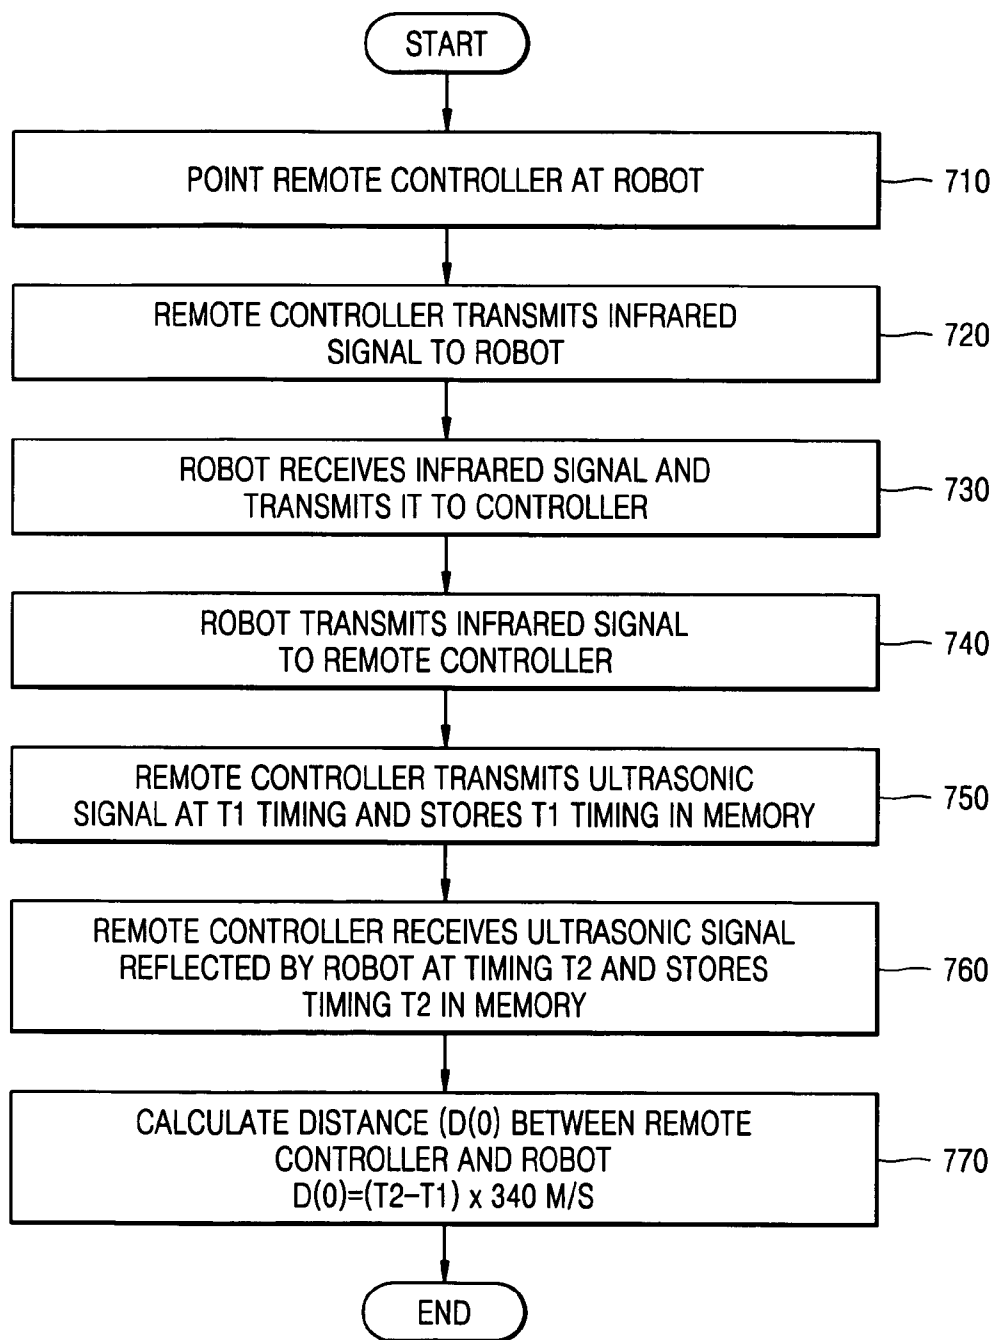 START
POINT REMOTE CONTROLLER AT ROBOT
710
REMOTE CONTROLLER TRANSMITS INFRARED
SIGNAL TO ROBOT
720
ROBOT RECEIVES INFRARED SIGNAL AND
TRANSMITS IT TO CONTROLLER
730
ROBOT TRANSMITS INFRARED SIGNAL
TO REMOTE CONTROLLER
740
REMOTE CONTROLLER TRANSMITS ULTRASONIC
SIGNAL AT T1 TIMING AND STORES T1 TIMING IN MEMORY
750
REMOTE CONTROLLER RECEIVES ULTRASONIC SIGNAL
REFLECTED BY ROBOT AT TIMING T2 AND STORES
TIMING T2 IN MEMORY
760
CALCULATE DISTANCE (D(0) BETWEEN REMOTE
CONTROLLER AND ROBOT
D(0)=(T2-T1) x 340 M/S
770
END